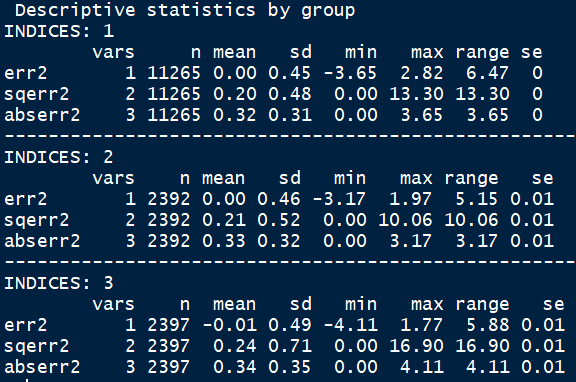 Descriptive statistics by group
INDICES: 1
vars n mean sd min max range se
err2 1 11265 0.00 0.45 -3.65 2.82 6.47 0
sqerr2 2 11265 0.20 0.48 0.00 13.30 13.30 0
abserr2 3 11265 0.32 0.31 0.00 3.65 3.65 0
------------------------------------------------------
INDICES: 2
vars n mean sd min max range se
err2 1 2392 0.00 0.46 -3.17 1.97 5.15 0.01
sqerr2 2 2392 0.21 0.52 0.00 10.06 10.06 0.01
abserr2 3 2392 0.33 0.32 0.00 3.17 3.17 0.01
------------------------------------------------------
INDICES: 3
vars n mean sd min max range se
err2 1 2397 -0.01 0.49 -4.11 1.77 5.88 0.01
sqerr2 2 2397 0.24 0.71 0.00 16.90 16.90 0.01
abserr2 3 2397 0.34 0.35 0.00 4.11 4.11 0.01